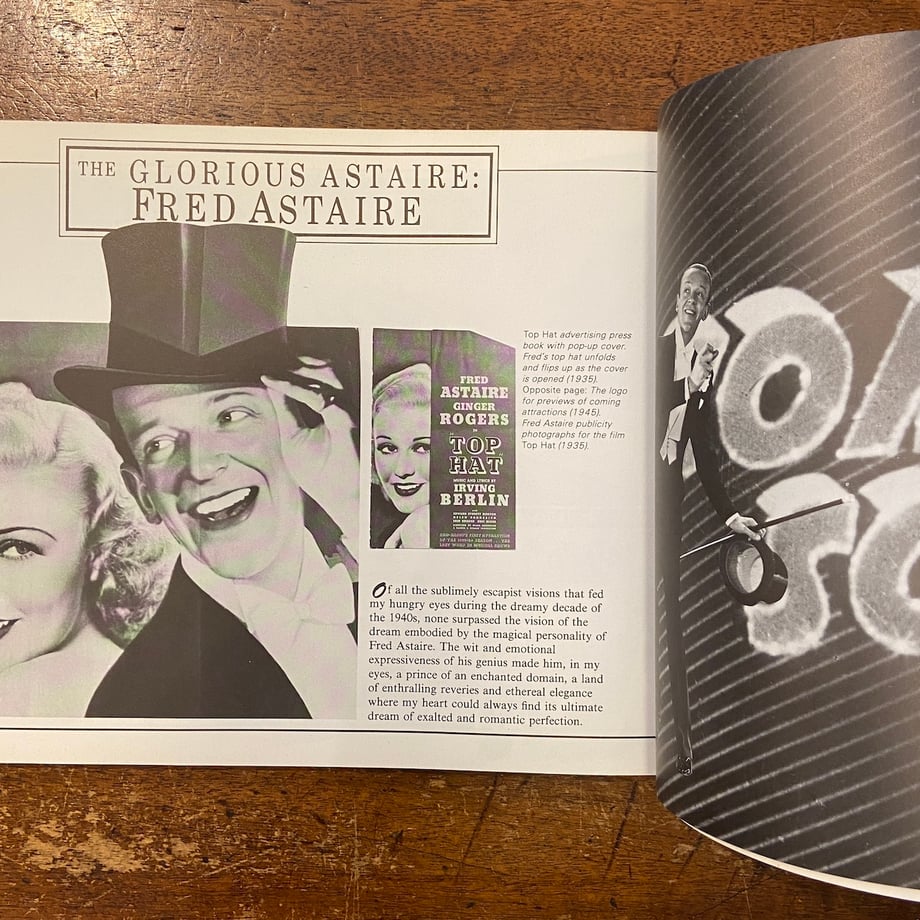 THE GLORIOUS ASTAIRE:
FRED ASTAIRE
FRED
ASTAIRE
GINGER
ROGERS
IN
"TOP
HAT"
MUSIC AND LYRICS BY
IRVING
BERLIN
Top Hat advertising press
book with pop-up cover.
Fred's top hat unfolds
and flips up as the cover
is opened (1935).
Opposite page: The logo
for previews of coming
attractions (1945).
Fred Astaire publicity
photographs for the film
Top Hat (1935).
Of all the sublimely escapist visions that fed
my hungry eyes during the dreamy decade of
the 1940s, none surpassed the vision of the
dream embodied by the magical personality of
Fred Astaire. The wit and emotional
expressiveness of his genius made him, in my
eyes, a prince of an enchanted domain, a land
of enthralling reveries and ethereal elegance
where my heart could always find its ultimate
dream of exalted and romantic perfection.